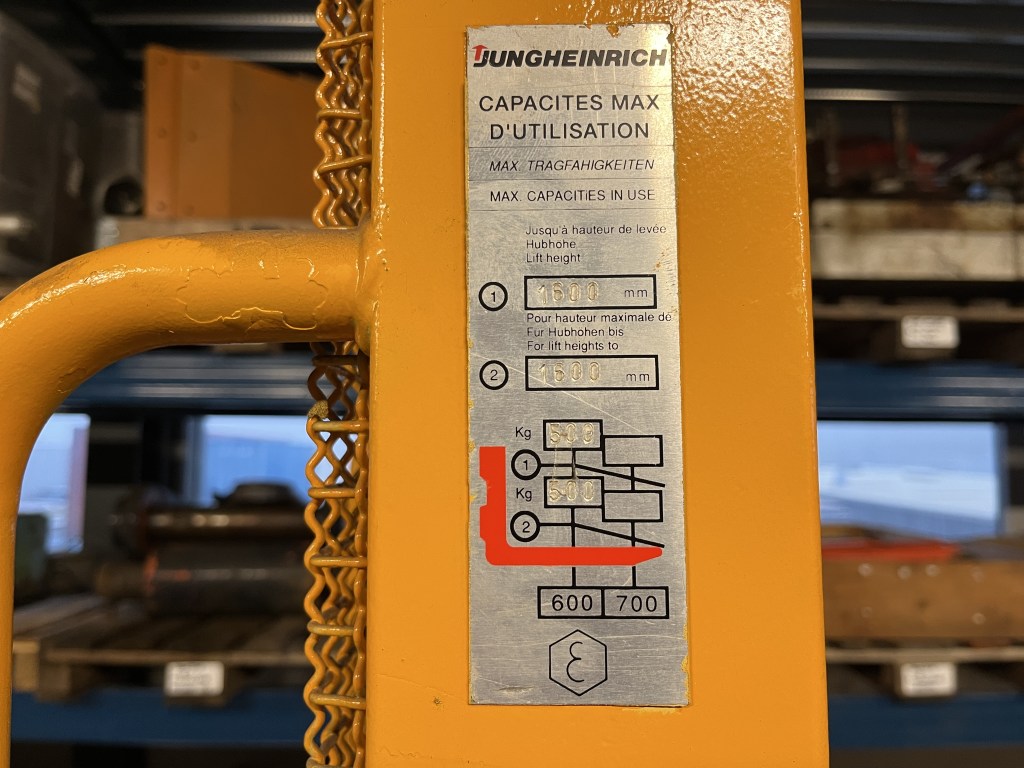 JUNGHEINRICH
CAPACITES MAX
D'UTILISATION
MAX. TRAGFAHIGKEITEN
MAX. CAPACITIES IN USE
Jusqu'à hauteur de levée
Hubhohe
Lift height
1 1600 mm
Pour hauteur maximale de
Fur Hubhohen bis
For lift heights to
2 1600 mm
Kg 500
1
Kg 500
2
600 700
ε